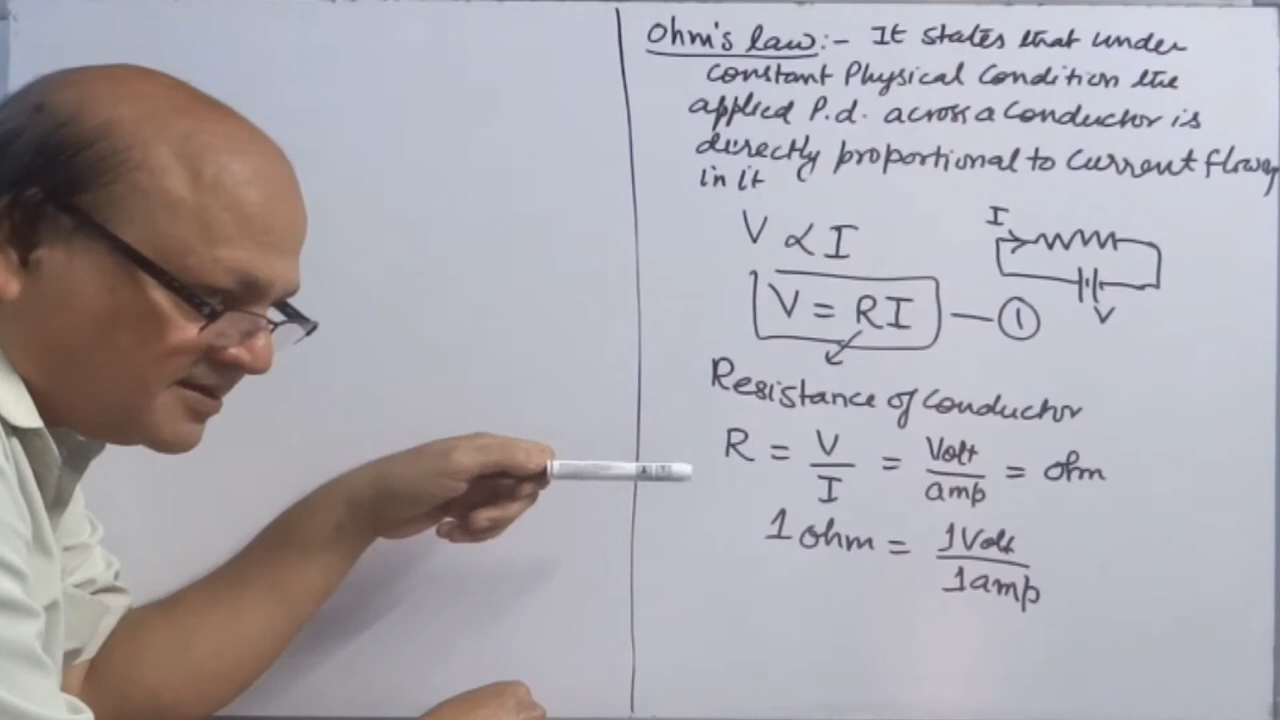 Ohm's law:- It states that under
constant Physical Condition the
applied P.d. across a Conductor is
directly proportional to Current flowing
in it
V ∝ I
I
V = RI — ①
V
Resistance of Conductor
R = V/I = Volt/amp = ohm
1 ohm = 1 Volt/1 amp